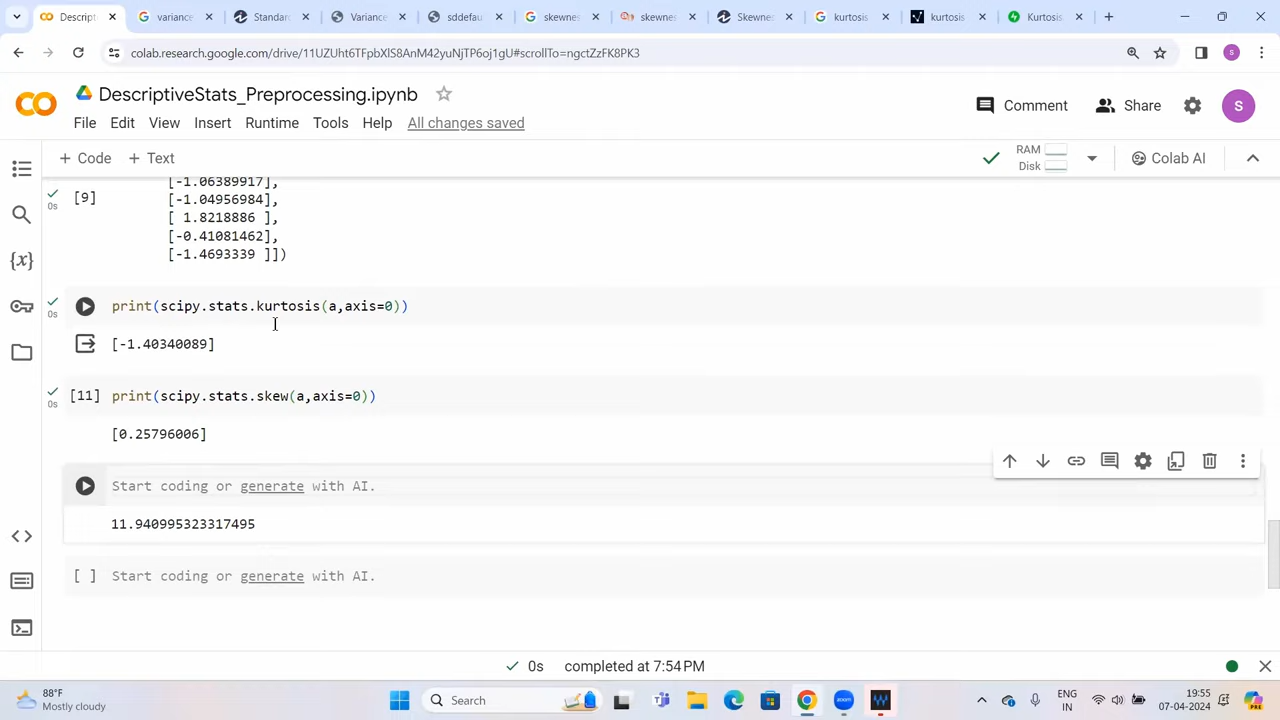 Descript
variance
Standar
Variance
sddefau
skewnes
skewnes
Skewnes
kurtosis
kurtosis
Kurtosis
colab.research.google.com/drive/11UZUht6TFpbXlS8AnM42yuNjTP6oj1gU#scrollTo=ngctZzFK8PK3
S
DescriptiveStats_Preprocessing.ipynb
Comment
Share
S
File Edit View Insert Runtime Tools Help All changes saved
+ Code + Text
RAM
Disk
Colab AI
[-1.06389917],
[9]
0s
[-1.04956984],
[ 1.8218886 ],
[-0.41081462],
[-1.4693339 ]])
print(scipy.stats.kurtosis(a,axis=0))
0s
[-1.40340089]
[11] print(scipy.stats.skew(a,axis=0))
0s
[0.25796006]
Start coding or generate with AI.
11.940995323317495
[ ] Start coding or generate with AI.
0s completed at 7:54 PM
88°F
Mostly cloudy
Search
ENG
IN
19:55
07-04-2024